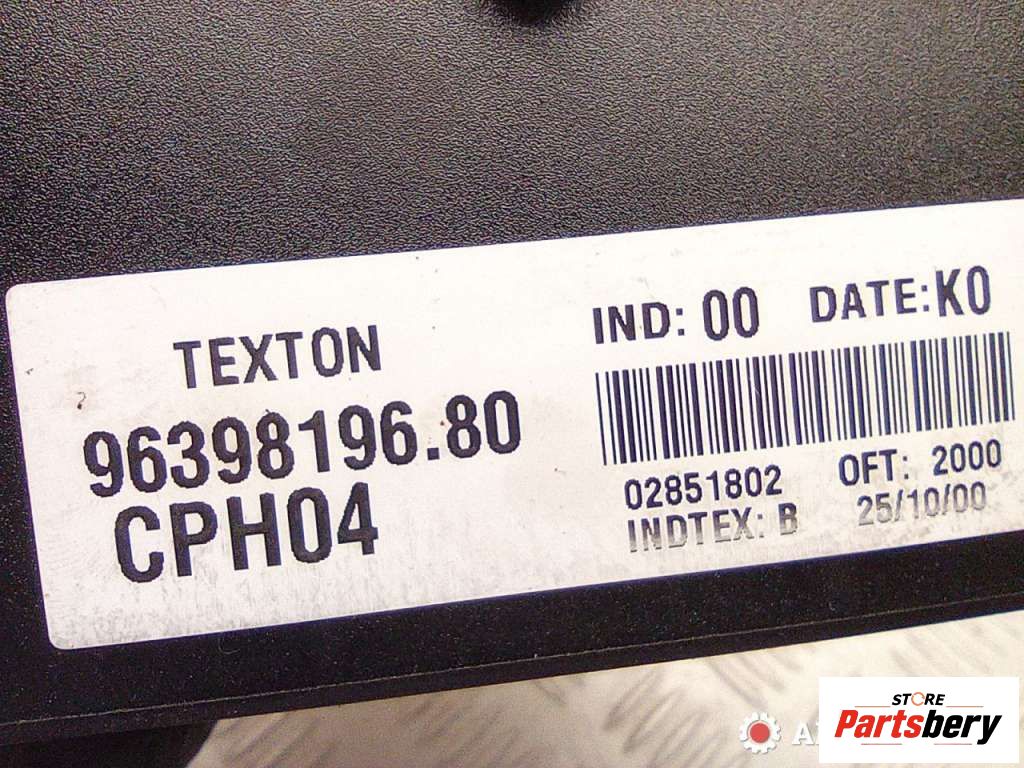 TEXTON
96398196.80
CPH04
IND: 00 DATE: K0
02851802 OFT: 2000
INDTEX: B 25/10/00
STORE
Partsbery